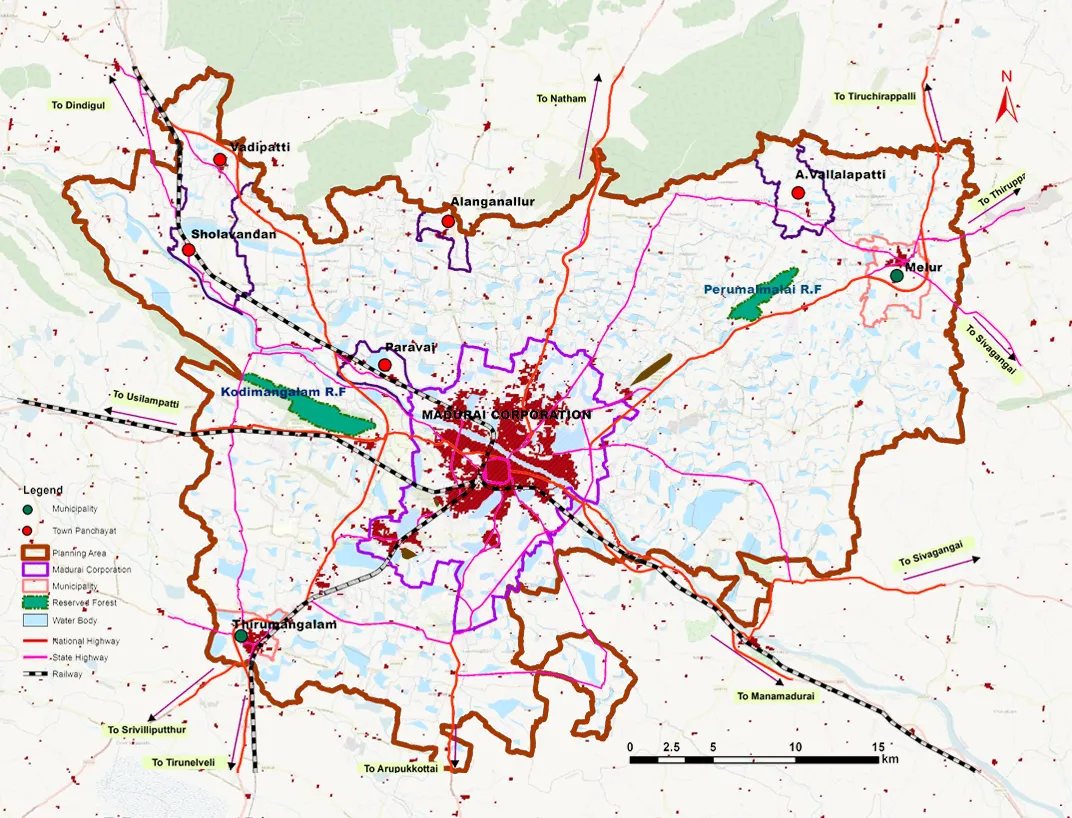 N
To Dindigul
To Natham
To Tiruchirappalli
Vadipatti
A.Vallalapatti
To Thiruppa
Alanganallur
Sholavandan
Melur
Perumalmalai R.F
To Sivagangai
Paravai
Kodimangalam R.F
To Usilampatti
MADURAI CORPORATION
Legend
Municipality
Town Panchayat
Planning Area
Madurai Corporation
Municipality
Reserved Forest
Water Body
National Highway
State Highway
Railway
To Sivagangai
Thirumangalam
To Manamadurai
To Srivilliputthur
To Tirunelveli
To Arupukkottai
0 2.5 5 10 15
km